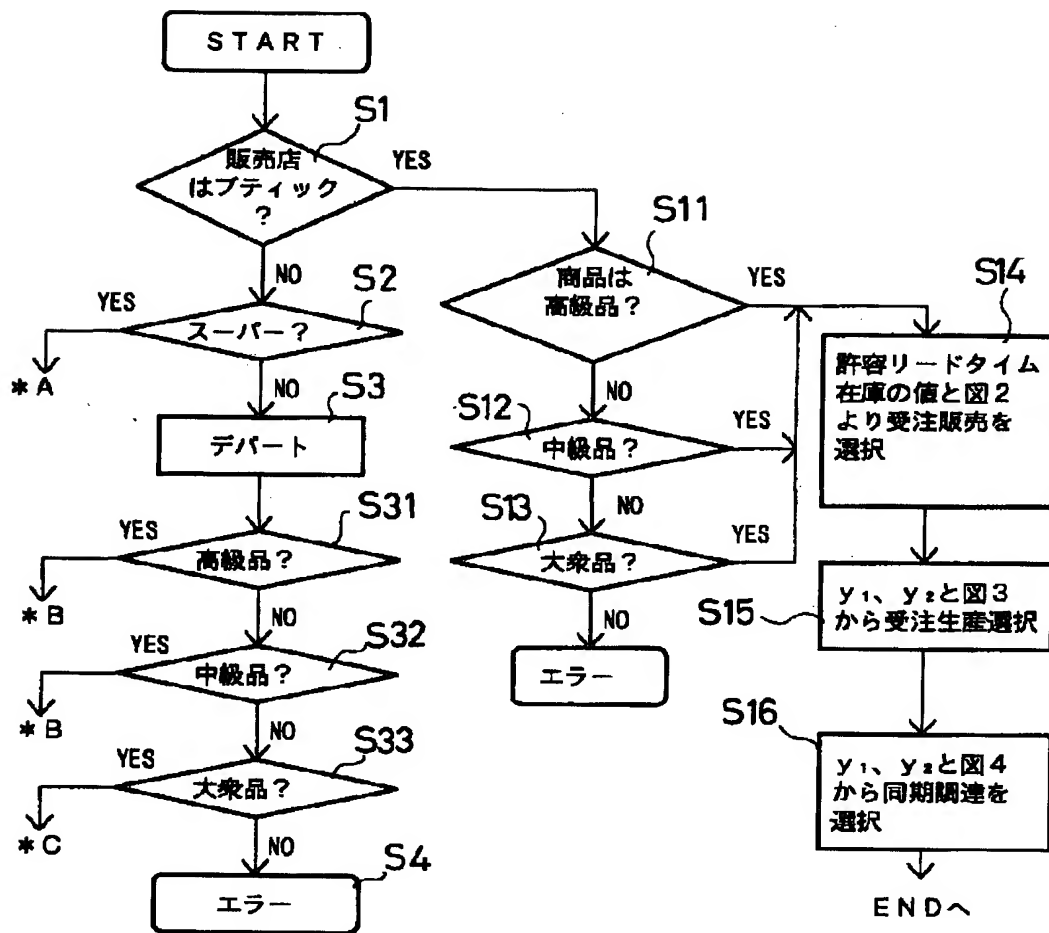 START
S1
販売店
はブティック
?
YES
NO
S2
スーパー?
YES
*A
NO
S3
デパート
S31
高級品?
YES
*B
NO
S32
中級品?
YES
*B
NO
S33
大衆品?
YES
*C
NO
S4
エラー
S11
商品は
高級品?
YES
NO
S12
中級品?
YES
NO
S13
大衆品?
YES
NO
エラー
S14
許容リードタイム
在庫の値と図2
より受注販売を
選択
S15
y₁、y₂と図3
から受注生産選択
S16
y₁、y₂と図4
から同期調達を
選択
ENDへ